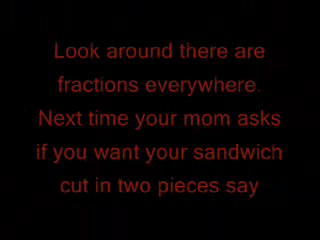 Look around there are
fractions everywhere.
Next time your mom asks
if you want your sandwich
cut in two pieces say